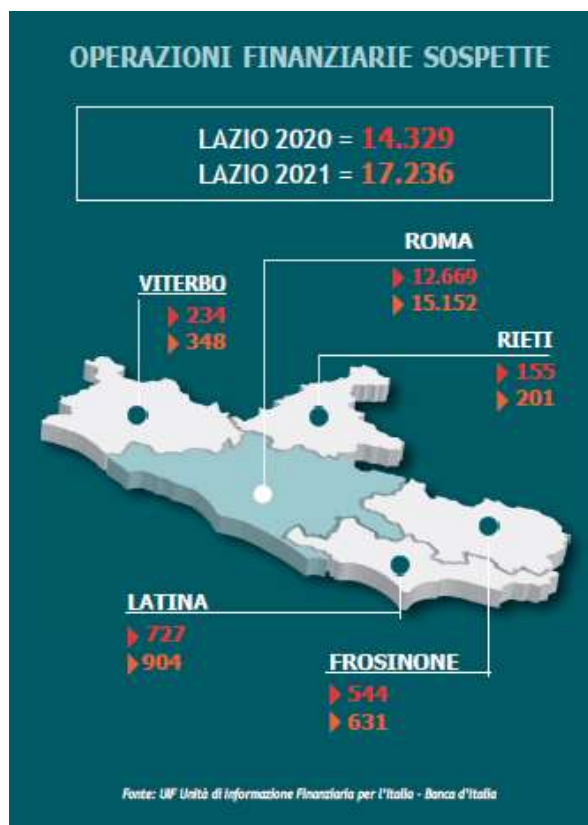 OPERAZIONI FINANZIARIE SOSPETTE
LAZIO 2020 = 14.329
LAZIO 2021 = 17.236
ROMA
12.669
15.152
VITERBO
234
348
RIETI
155
201
LATINA
727
904
FROSINONE
544
631
Fonte: UIF Unità di Informazione Finanziaria per l'Italia - Banca d'Italia